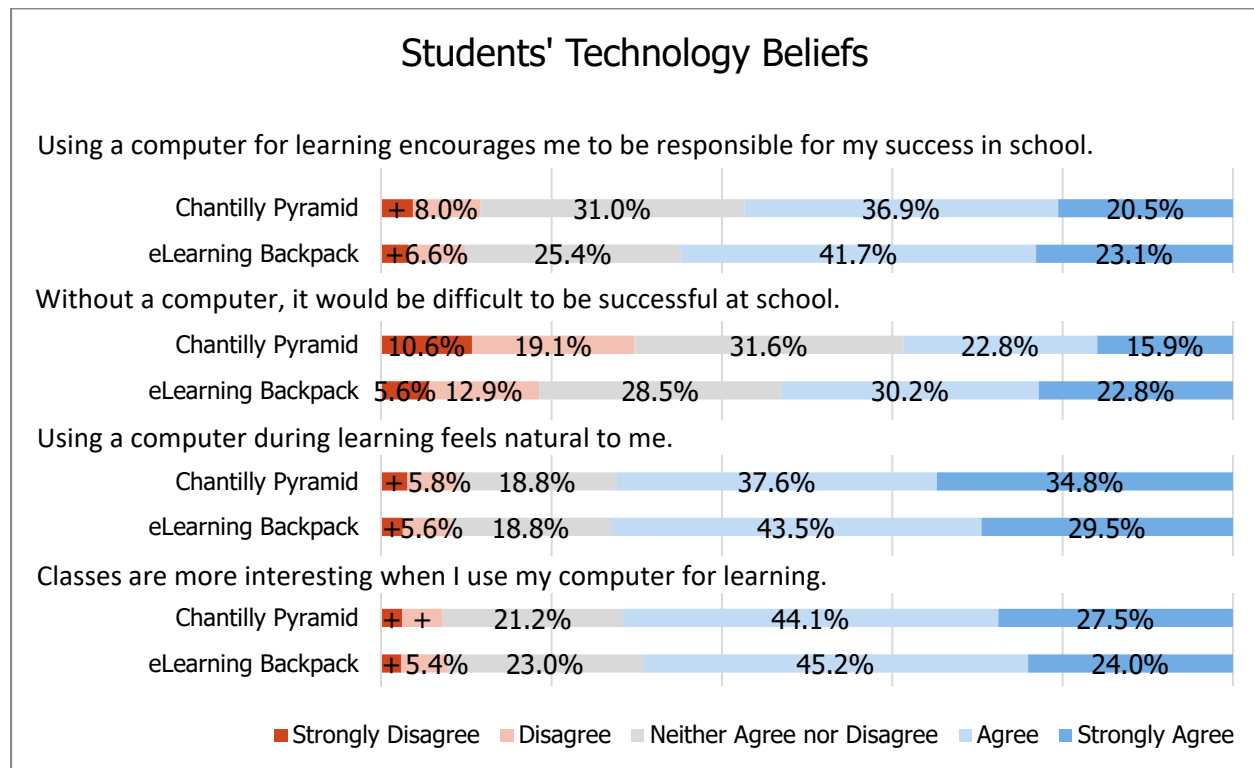 Students' Technology Beliefs
Using a computer for learning encourages me to be responsible for my success in school.
Chantilly Pyramid + 8.0% 31.0% 36.9% 20.5%
eLearning Backpack + 6.6% 25.4% 41.7% 23.1%
Without a computer, it would be difficult to be successful at school.
Chantilly Pyramid 10.6% 19.1% 31.6% 22.8% 15.9%
eLearning Backpack 5.6% 12.9% 28.5% 30.2% 22.8%
Using a computer during learning feels natural to me.
Chantilly Pyramid + 5.8% 18.8% 37.6% 34.8%
eLearning Backpack + 5.6% 18.8% 43.5% 29.5%
Classes are more interesting when I use my computer for learning.
Chantilly Pyramid + + 21.2% 44.1% 27.5%
eLearning Backpack + 5.4% 23.0% 45.2% 24.0%
Strongly Disagree Disagree Neither Agree nor Disagree Agree Strongly Agree